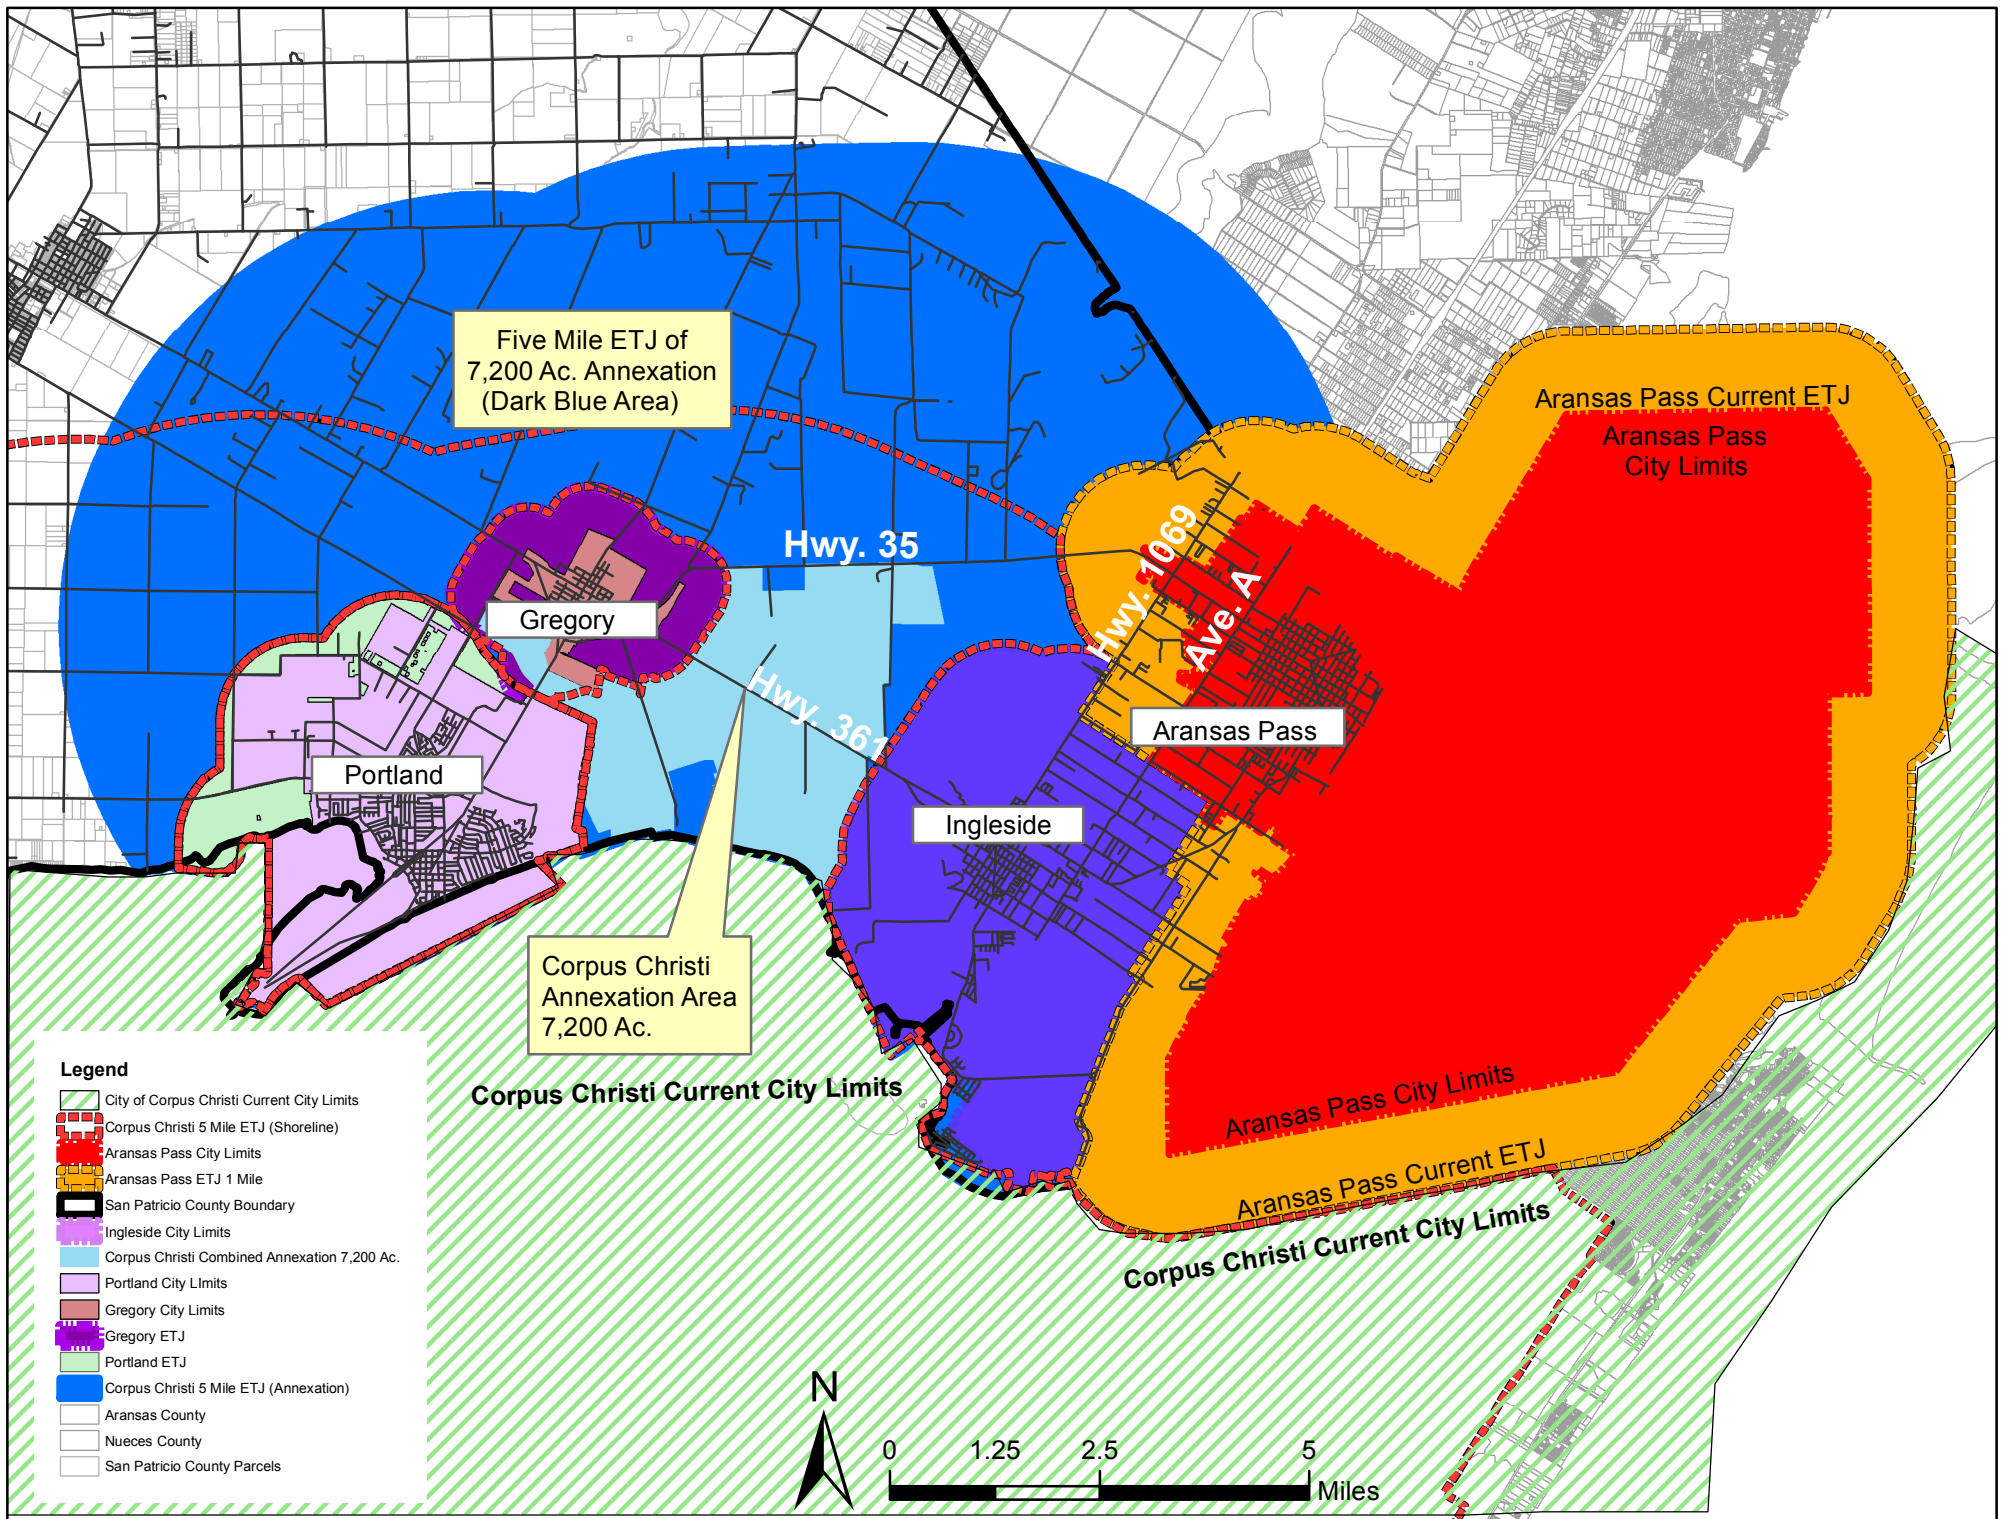 Five Mile ETJ of
7,200 Ac. Annexation
(Dark Blue Area)
Aransas Pass Current ETJ
Aransas Pass
City Limits
Hwy. 35
Hwy. 1069
Ave. A
Gregory
Hwy. 361
Aransas Pass
Portland
Ingleside
Corpus Christi
Annexation Area
7,200 Ac.
Corpus Christi Current City Limits
Aransas Pass City Limits
Aransas Pass Current ETJ
Corpus Christi Current City Limits
Legend
City of Corpus Christi Current City Limits
Corpus Christi 5 Mile ETJ (Shoreline)
Aransas Pass City Limits
Aransas Pass ETJ 1 Mile
San Patricio County Boundary
Ingleside City Limits
Corpus Christi Combined Annexation 7,200 Ac.
Portland City LImits
Gregory City Limits
Gregory ETJ
Portland ETJ
Corpus Christi 5 Mile ETJ (Annexation)
Aransas County
Nueces County
San Patricio County Parcels
N
0 1.25 2.5 5
Miles